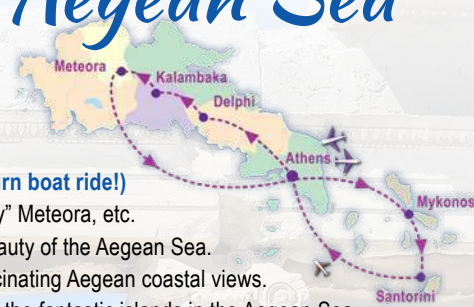 Aegean Sea
Meteora
Kalambaka
Delphi
Athens
Mykonos
Santorini
rn boat ride!)
y” Meteora, etc.
auty of the Aegean Sea.
cinating Aegean coastal views.
the fantastic islands in the Aegean Sea